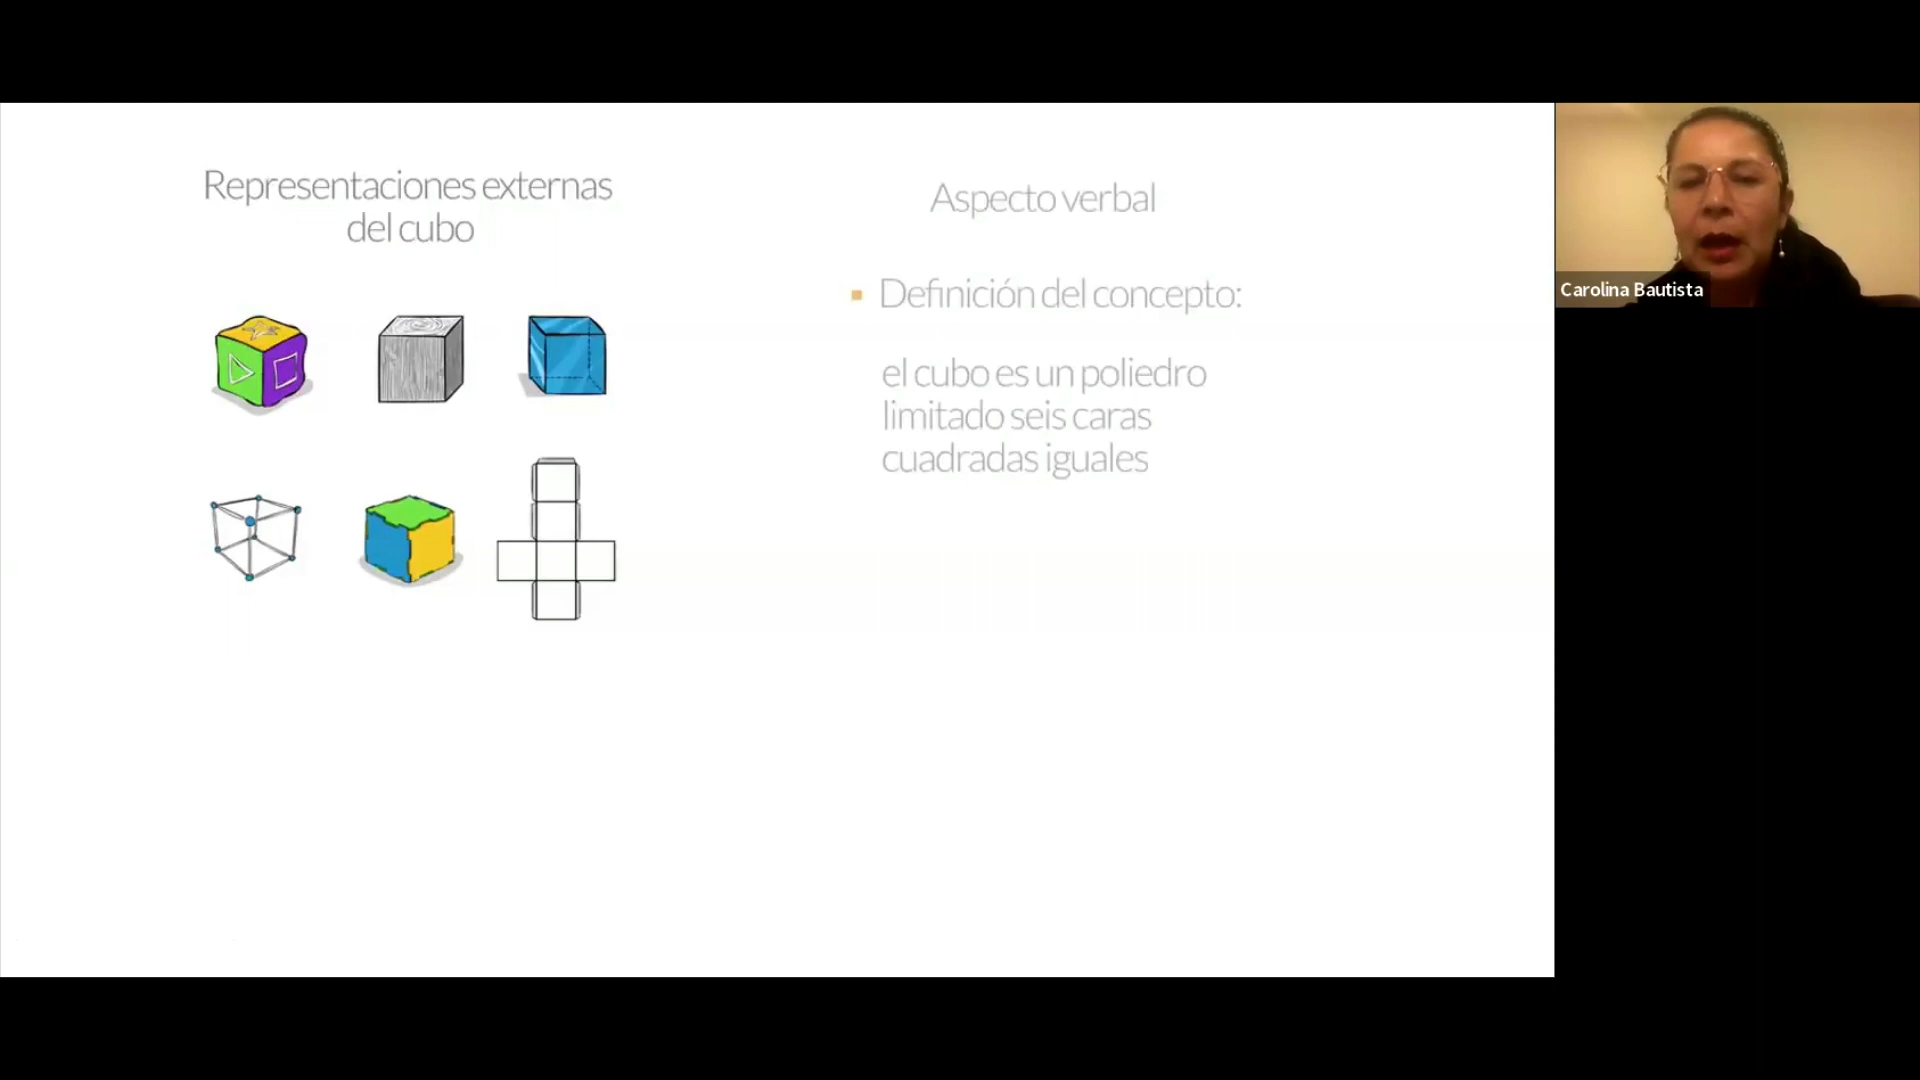 Representaciones externas
del cubo
Aspecto verbal
Definición del concepto:
el cubo es un poliedro
limitado seis caras
cuadradas iguales
Carolina Bautista